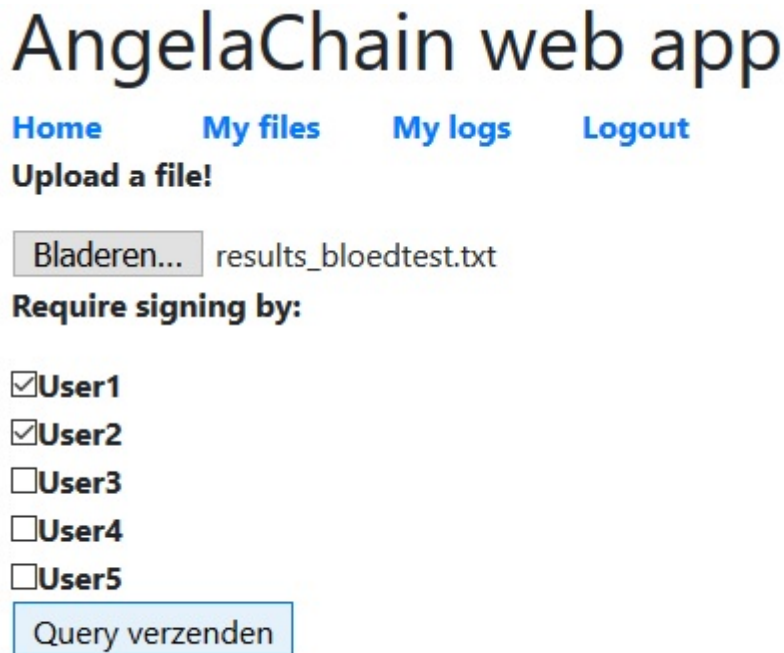 AngelaChain web app
Home My files My logs Logout
Upload a file!
Bladeren... results_bloedtest.txt
Require signing by:
User1
User2
User3
User4
User5
Query verzenden